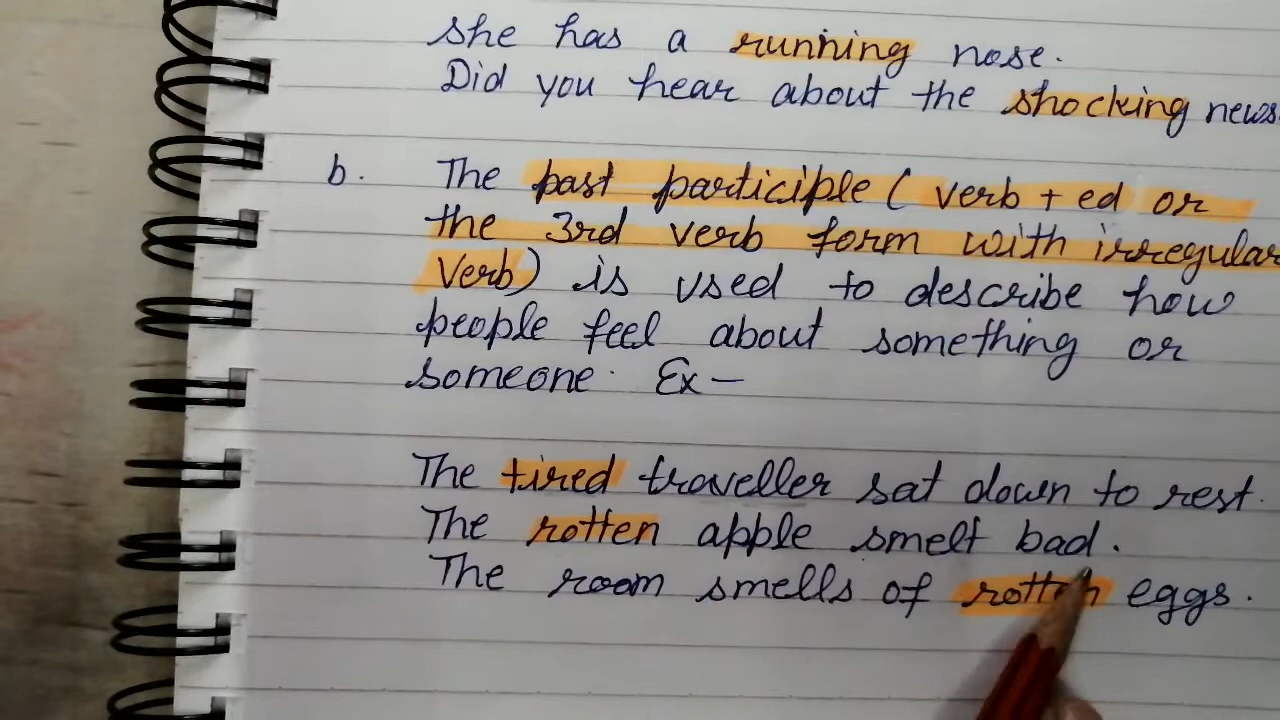 she has a running nose.
Did you hear about the shocking news.
b. The past participle ( verb + ed or
the 3rd verb form with irregular
verb) is used to describe how
people feel about something or
someone. Ex –
The tired traveller sat down to rest.
The rotten apple smelt bad.
The room smells of rotten eggs.